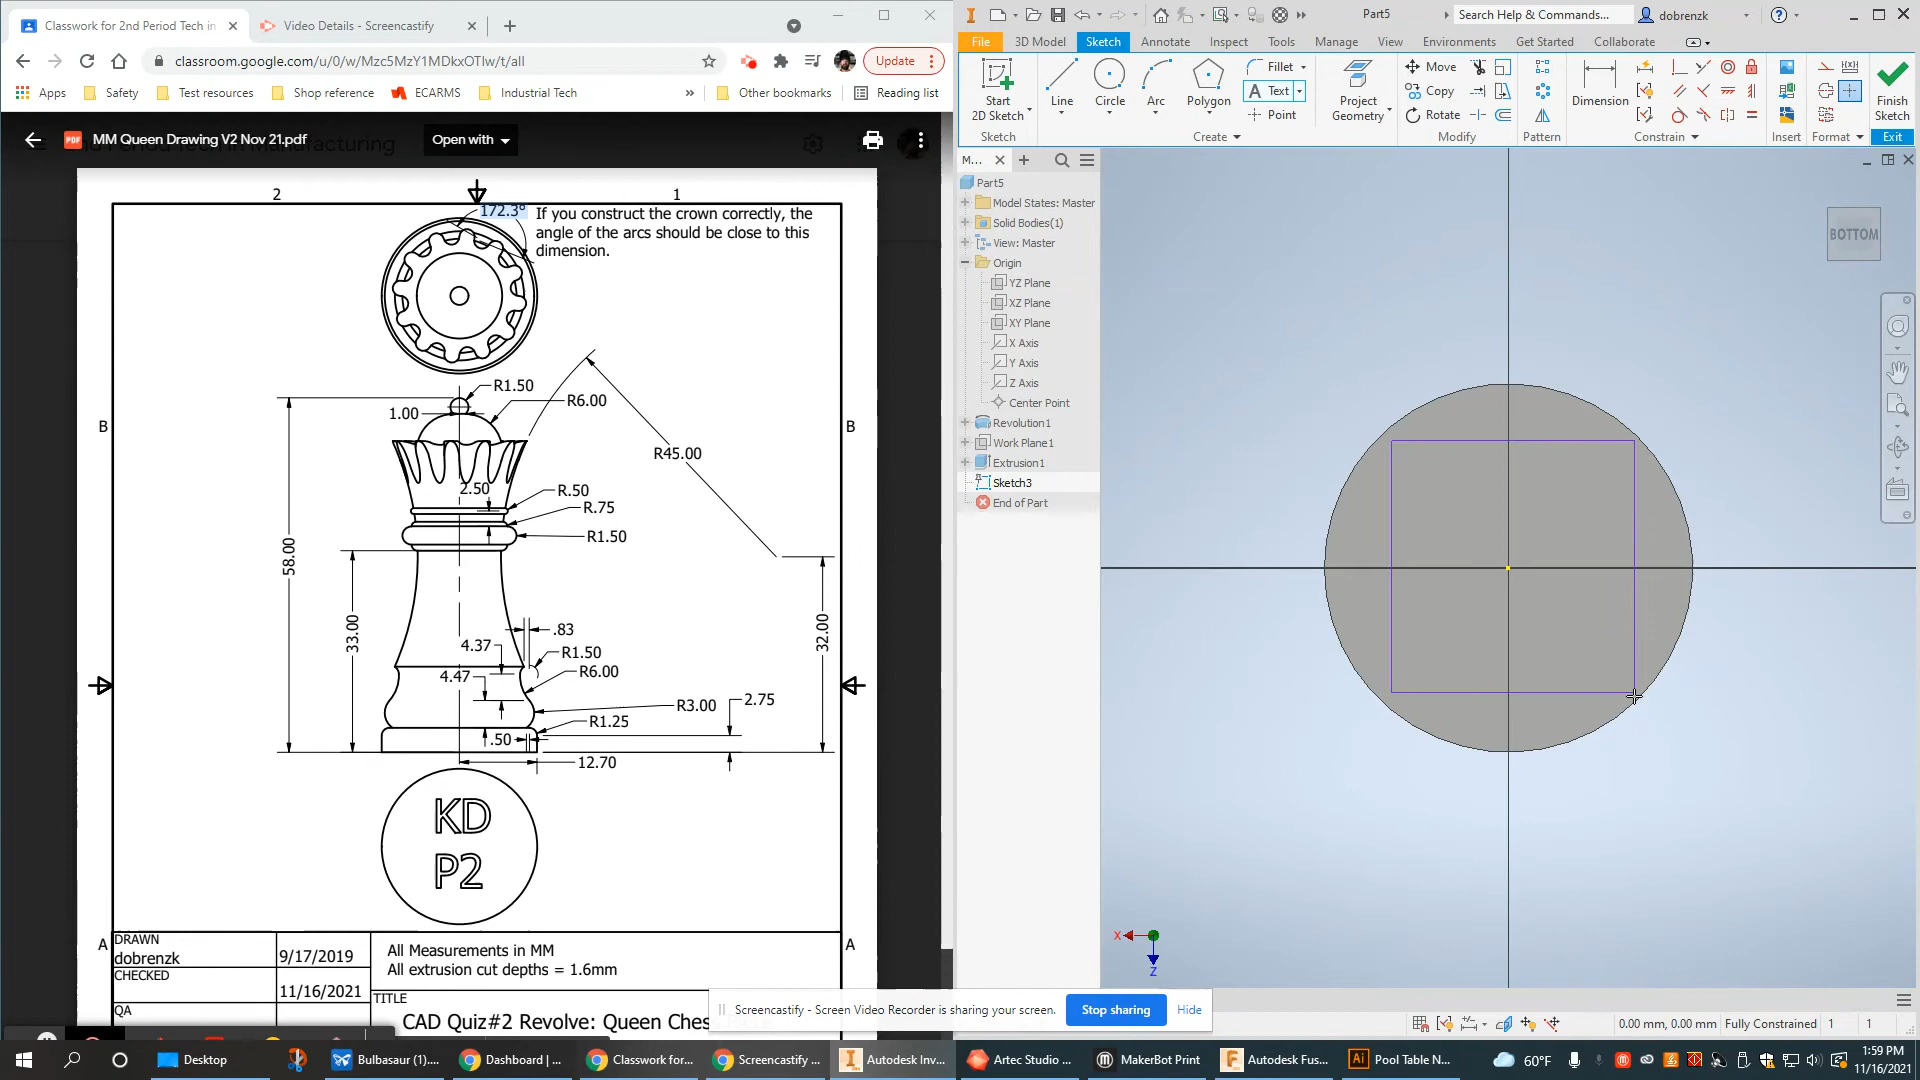 Classwork for 2nd Period Tech in
Video Details - Screencastify
classroom.google.com/u/0/w/Mzc5MzY1MDkxOTIw/t/all
Update
Apps
Safety
Test resources
Shop reference
ECARMS
Industrial Tech
»
Other bookmarks
Reading list
PDF
MM Queen Drawing V2 Nov 21.pdf
Open with
2
1
172.3°
If you construct the crown correctly, the
angle of the arcs should be close to this
dimension.
R1.50
1.00
R6.00
B
B
R45.00
2.50
R.50
R.75
R1.50
58.00
33.00
32.00
.83
4.37
R1.50
R6.00
4.47
R3.00
2.75
R1.25
.50
12.70
KD
P2
A
A
DRAWN
dobrenzk
9/17/2019
CHECKED
11/16/2021
QA
All Measurements in MM
All extrusion cut depths = 1.6mm
TITLE
CAD Quiz#2 Revolve: Queen Ches
Screencastify - Screen Video Recorder is sharing your screen.
Stop sharing
Hide
Part5
Search Help & Commands...
dobrenzk
File
3D Model
Sketch
Annotate
Inspect
Tools
Manage
View
Environments
Get Started
Collaborate
Start
2D Sketch
Line
Circle
Arc
Polygon
Fillet
Text
Point
Project
Geometry
Move
Copy
Rotate
Dimension
Finish
Sketch
Sketch
Create
Modify
Pattern
Constrain
Insert
Format
Exit
M...
Part5
Model States: Master
Solid Bodies(1)
View: Master
Origin
YZ Plane
XZ Plane
XY Plane
X Axis
Y Axis
Z Axis
Center Point
Revolution1
Work Plane1
Extrusion1
Sketch3
End of Part
BOTTOM
X
Z
0.00 mm, 0.00 mm
Fully Constrained
1
1
Desktop
Bulbasaur (1)...
Dashboard | ...
Classwork for...
Screencastify ...
Autodesk Inv...
Artec Studio ...
MakerBot Print
Autodesk Fus...
Pool Table N...
60°F
1:59 PM
11/16/2021